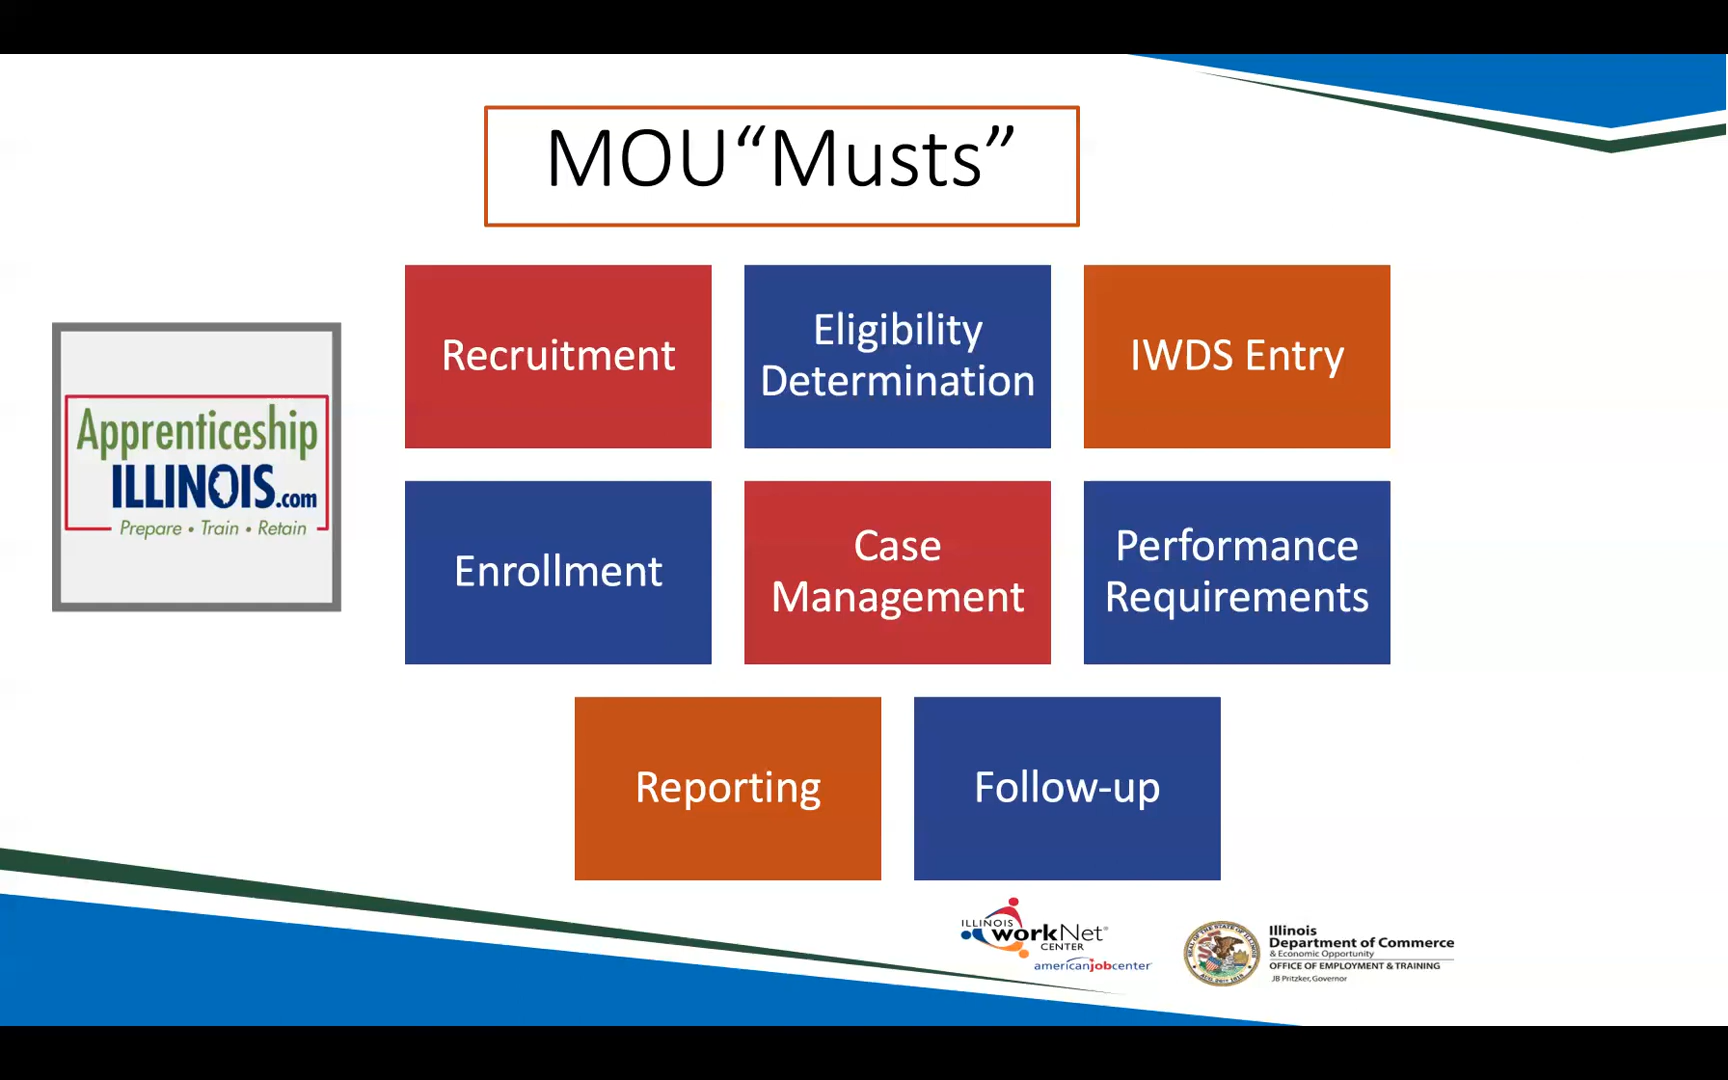 MOU“Musts”
Recruitment
Eligibility
Determination
IWDS Entry
Apprenticeship
ILLINOIS.com
Prepare • Train • Retain
Enrollment
Case
Management
Performance
Requirements
Reporting
Follow-up
ILLINOIS
workNet®
CENTER
americanjobcenter
Illinois
Department of Commerce
& Economic Opportunity
OFFICE OF EMPLOYMENT & TRAINING
JB Pritzker, Governor